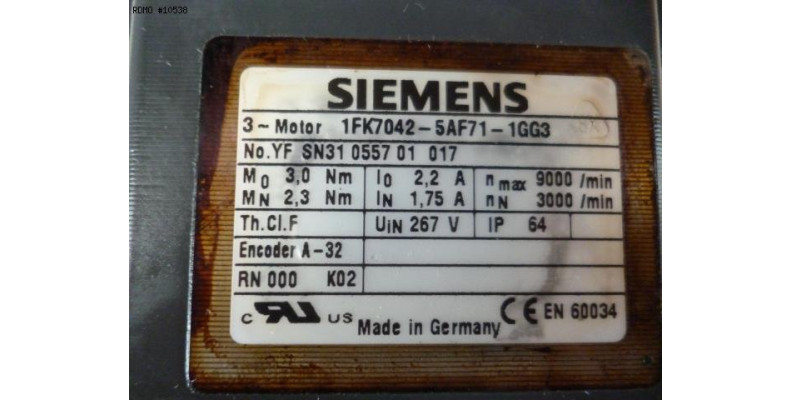 RDMO #10538
SIEMENS
3~Motor 1FK7042-5AF71-1GG3
No.YF SN31 0557 01 017
M0 3,0 Nm I0 2,2 A n max 9000 /min
MN 2,3 Nm IN 1,75 A nN 3000 /min
Th.Cl.F UIN 267 V IP 64
Encoder A-32
RN 000 K02
C RU US Made in Germany CE EN 60034